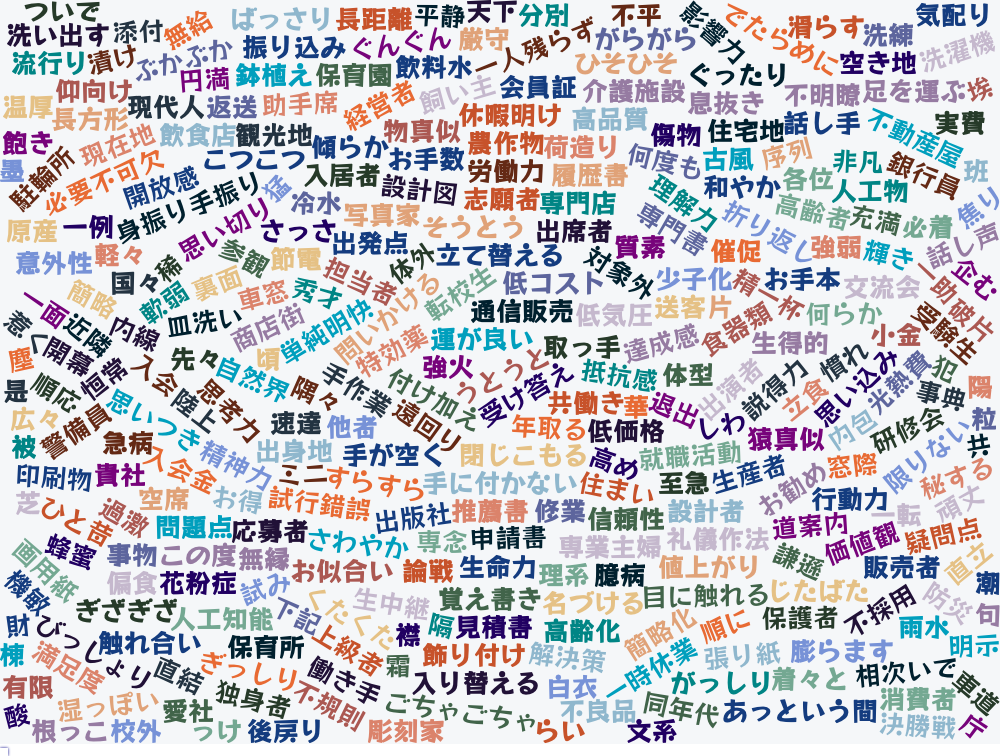 ついで
ばっさり
長距離
平静
天下
分別
不平
影響力
でたらめに
滑らす
気配り
洗い出す
添付
無給
振り込み
ぐんぐん
厳守
一人残らず
がらがら
洗練
洗濯機
流行り
漬け
ぶかぶか
円満
鉢植え
保育園
飲料水
ひそひそ
ぐったり
空き地
仰向け
現代人
返送
助手席
経営者
飼い主
会員証
介護施設
息抜き
不明瞭
足を運ぶ
挨
温厚
長方形
休暇明け
高品質
傷物
住宅地
話し手
不動産屋
実費
飽き
現在地
飲食店
観光地
物真似
農作物
荷造り
何度も
古風
序列
非凡
銀行員
班
墨
駐輪所
必要不可欠
開放感
こつこつ
傾らか
お手数
労働力
履歴書
理解力
和やか
各位
人工物
猛
入居者
設計図
志願者
専門店
冷水
写真家
そうとう
出席者
専門書
折り返し
高齢者
充満
必着
焦り
原産
一例
身振り手振り
思い切り
さっさ
出発点
立て替える
質素
催促
強弱
輝き
話し声
意外性
軽々
参観
節電
担当者
体外
対象外
少子化
精一杯
お手本
交流会
一助
企む
国々
稀
軟弱
裏面
車窓
秀才
問いかける
転校生
低コスト
簡略
一面
近隣
内線
皿洗い
商店街
単純明快
通信販売
低気圧
送客
片
食器類
何らか
破片
惹く
開幕
恒常
特効薬
運が良い
取っ手
達成感
生得的
小金
受験生
塵
入会
先々
頃
自然界
隅々
手作業
付け加え
強火
うとうと
受け答え
抵抗感
体型
出演者
説得力
慣れ
立食
思い込み
光熱費
犯
事典
陽
是
順応
思いつき
陸上
思考力
遠回り
共働き
華
退出
しわ
粒
広々
警備員
速達
他者
年取る
低価格
猿真似
内包
研修会
共
被
急病
精神力
出身地
手が空く
閉じこもる
高め
就職活動
窓際
限りない
印刷物
貴社
入会金
ミニ
すらすら
手に付かない
住まい
至急
生産者
お勧め
行動力
秘する
芝
ひと昔
過激
空席
お得
試行錯誤
出版社
推薦書
修業
信頼性
設計者
道案内
一転
頑丈
問題点
応募者
さわやか
専念
申請書
専業主婦
礼儀作法
価値観
疑問点
画用紙
蜂蜜
事物
この度
無縁
お似合い
論戦
生命力
理系
臆病
値上がり
謙遜
販売者
直立
機敏
偏食
花粉症
試み
くたくた
生中継
覚え書き
名づける
目に触れる
じたばた
潮
財
ぎざぎざ
人工知能
下記
上級者
襟
隔
見積書
高齢化
簡略化
順に
保護者
不採用
防災
句
びっしょり
触れ合い
保育所
雨水
棟
満足度
直結
ぎっしり
働き手
霜
飾り付け
解決策
一時休業
張り紙
膨らます
明示
有限
独身者
不規則
入り替える
白衣
がっしり
着々と
相次いで
車道
酸
湿っぽい
愛社
ごちゃごちゃ
不良品
同年代
あっという間
消費者
根っこ
校外
つけ
後戻り
彫刻家
らい
文系
決勝戦
庁